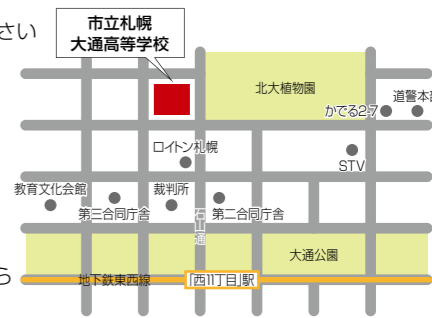 さい
市立札幌
大通高等学校
北大植物園
かでる2・7
道警本部
ロイトン札幌
STV
教育文化会館
第三合同庁舎
裁判所
石山通
第二合同庁舎
大通公園
ら
地下鉄東西線
「西11丁目」駅